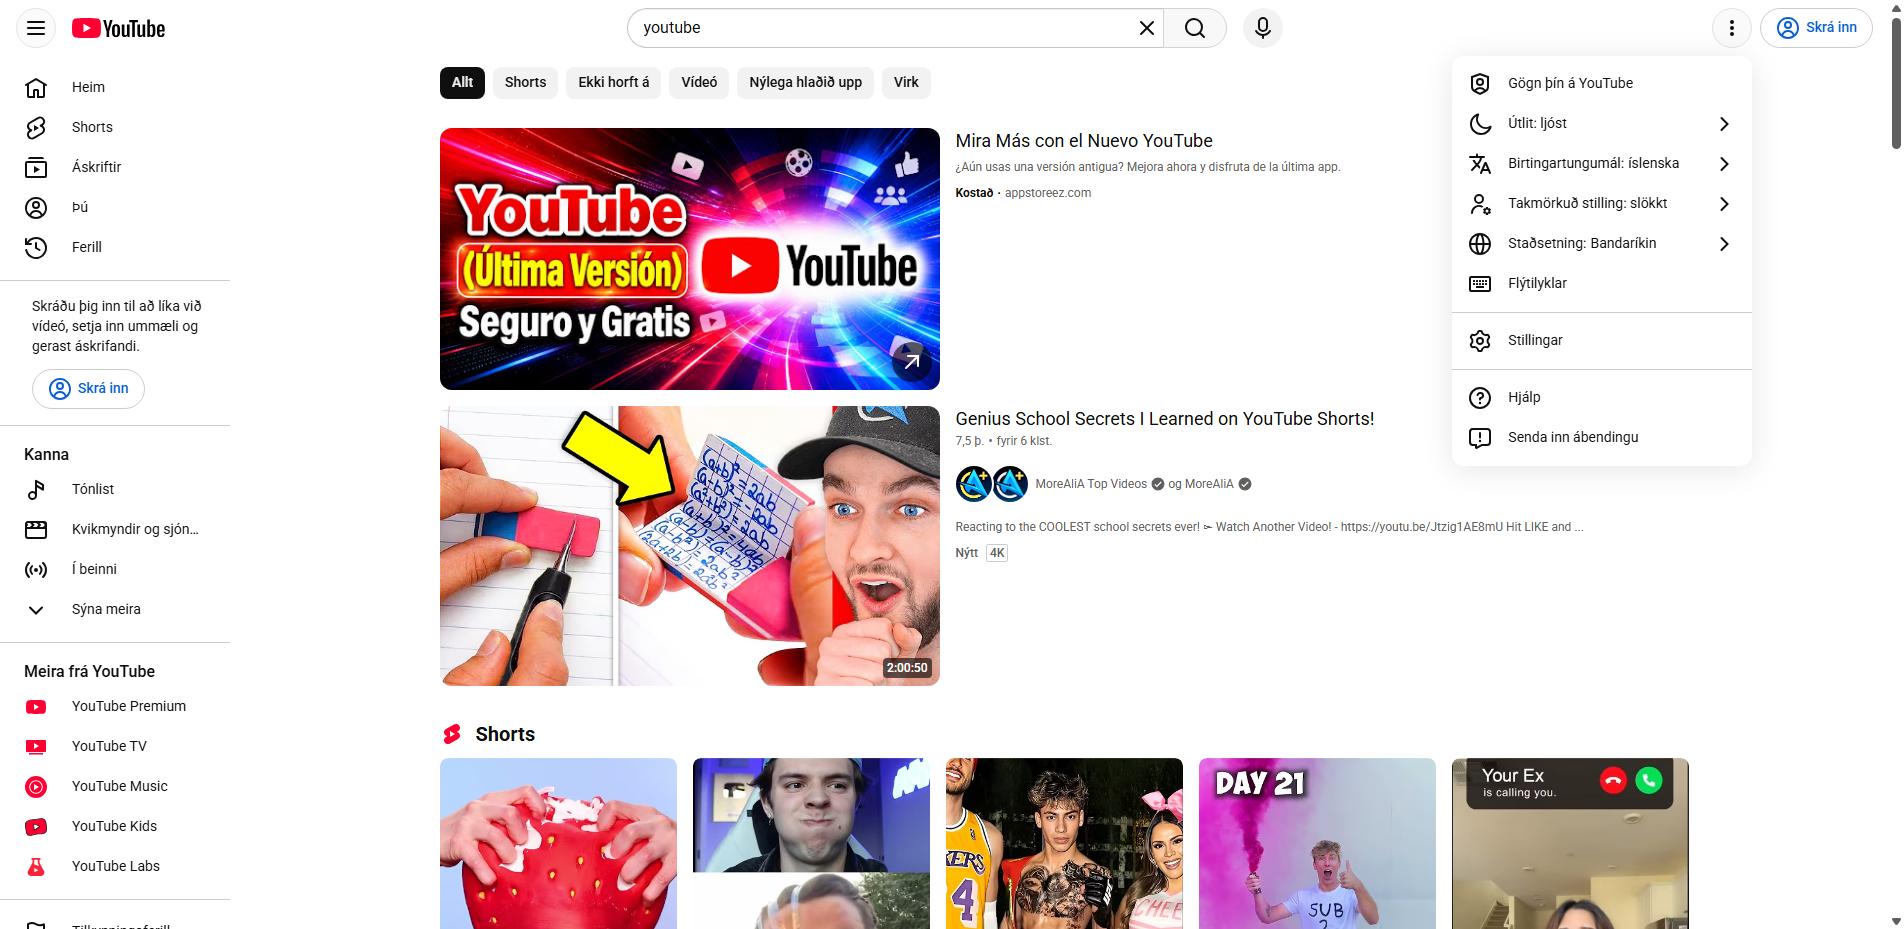 YouTube
youtube
Skrá inn
Heim
Shorts
Áskriftir
Þú
Ferill
Skráðu þig inn til að líka við
vídeó, setja inn ummæli og
gerast áskrifandi.
Skrá inn
Kanna
Tónlist
Kvikmyndir og sjón...
Í beinni
Sýna meira
Meira frá YouTube
YouTube Premium
YouTube TV
YouTube Music
YouTube Kids
YouTube Labs
Allt
Shorts
Ekki horft á
Vídeó
Nýlega hlaðið upp
Virk
YouTube
(Última Versión)
Seguro y Gratis
YouTube
Mira Más con el Nuevo YouTube
¿Aún usas una versión antigua? Mejora ahora y disfruta de la última app.
Kostað · appstoreez.com
2:00:50
Genius School Secrets I Learned on YouTube Shorts!
7,5 þ. • fyrir 6 klst.
MoreAliA Top Videos og MoreAliA
Reacting to the COOLEST school secrets ever! ➣ Watch Another Video! - https://youtu.be/Jtzig1AE8mU Hit LIKE and ...
Nýtt 4K
Shorts
ERS
4
CHEE
DAY 21
SUB
2
Your Ex
is calling you.
Gögn þín á YouTube
Útlit: ljóst
Birtingartungumál: íslenska
Takmörkuð stilling: slökkt
Staðsetning: Bandaríkin
Flýtilyklar
Stillingar
Hjálp
Senda inn ábendingu